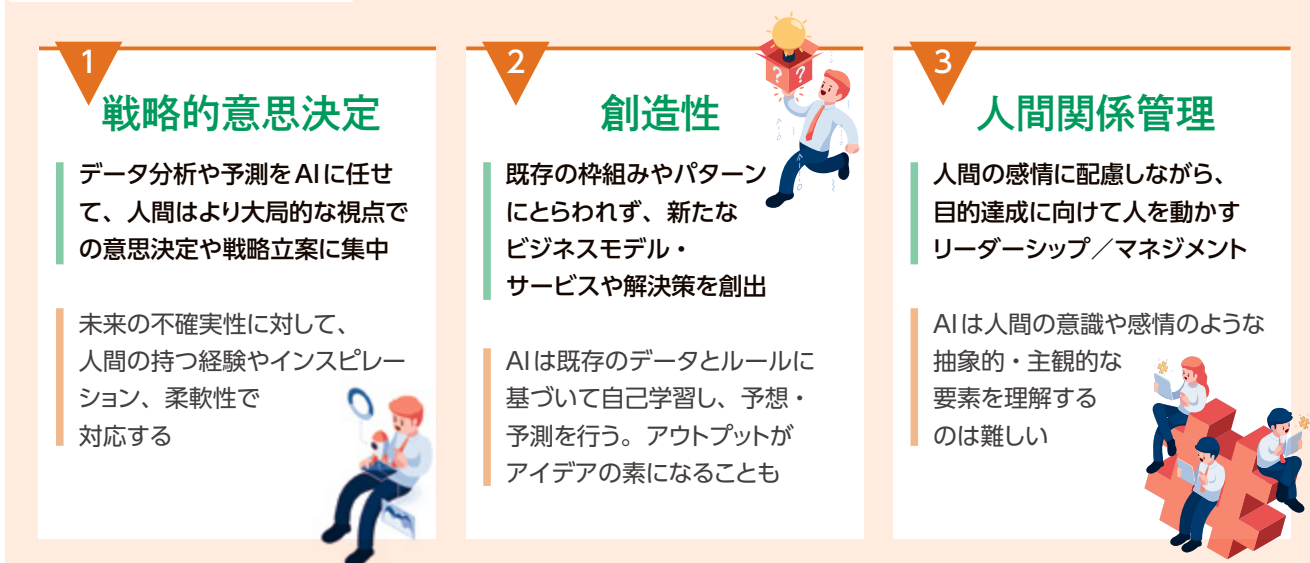 1
戦略的意思決定
データ分析や予測をAIに任せ
て、人間はより大局的な視点で
の意思決定や戦略立案に集中
未来の不確実性に対して、
人間の持つ経験やインスピレー
ション、柔軟性で
対応する
2
? ?
創造性
既存の枠組みやパターン
にとらわれず、新たな
ビジネスモデル・
サービスや解決策を創出
AIは既存のデータとルールに
基づいて自己学習し、予想・
予測を行う。アウトプットが
アイデアの素になることも
3
人間関係管理
人間の感情に配慮しながら、
目的達成に向けて人を動かす
リーダーシップ／マネジメント
AIは人間の意識や感情のような
抽象的・主観的な
要素を理解する
のは難しい